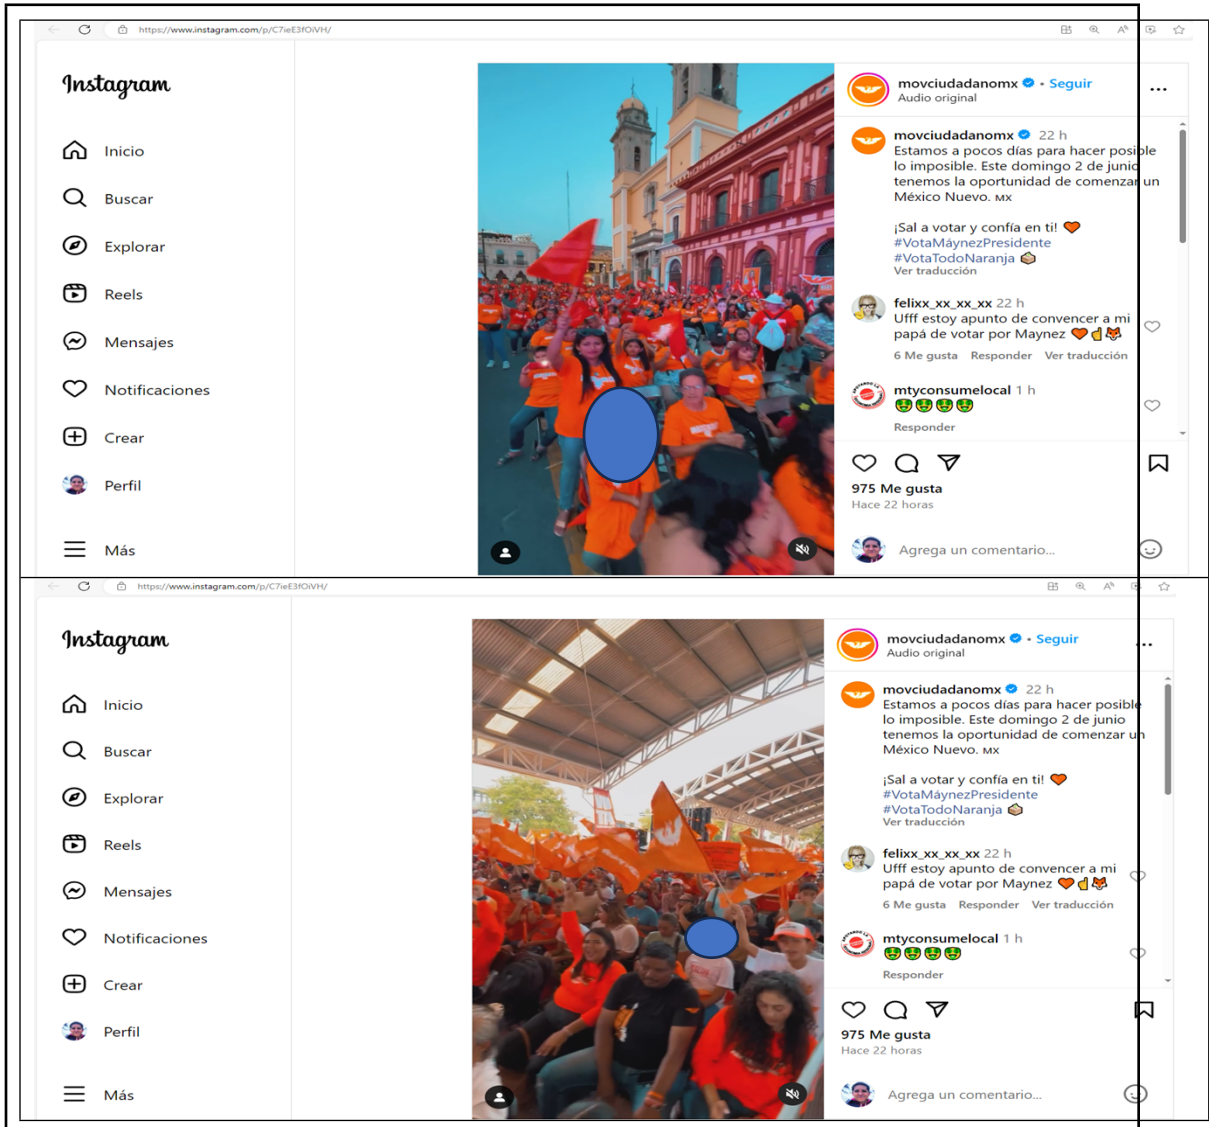 https://www.instagram.com/p/C7ieE3fOiVH/
Instagram
Inicio
Buscar
Explorar
Reels
Mensajes
Notificaciones
Crear
Perfil
Más
movciudadanomx • Seguir
Audio original
movciudadanomx 22 h
Estamos a pocos días para hacer posible
lo imposible. Este domingo 2 de junio
tenemos la oportunidad de comenzar un
México Nuevo. MX
¡Sal a votar y confía en ti! 🧡
#VotaMáynezPresidente
#VotaTodoNaranja 🗳
Ver traducción
felixx_xx_xx_xx 22 h
Ufff estoy apunto de convencer a mi
papá de votar por Maynez 🧡☝🦊
6 Me gusta Responder Ver traducción
mtyconsumelocal 1 h
🤑🤑🤑🤑
Responder
975 Me gusta
Hace 22 horas
Agrega un comentario...
https://www.instagram.com/p/C7ieE3fOiVH/
Instagram
Inicio
Buscar
Explorar
Reels
Mensajes
Notificaciones
Crear
Perfil
Más
movciudadanomx • Seguir
Audio original
movciudadanomx 22 h
Estamos a pocos días para hacer posible
lo imposible. Este domingo 2 de junio
tenemos la oportunidad de comenzar un
México Nuevo. MX
¡Sal a votar y confía en ti! 🧡
#VotaMáynezPresidente
#VotaTodoNaranja 🗳
Ver traducción
felixx_xx_xx_xx 22 h
Ufff estoy apunto de convencer a mi
papá de votar por Maynez 🧡☝🦊
6 Me gusta Responder Ver traducción
mtyconsumelocal 1 h
🤑🤑🤑🤑
Responder
975 Me gusta
Hace 22 horas
Agrega un comentario...